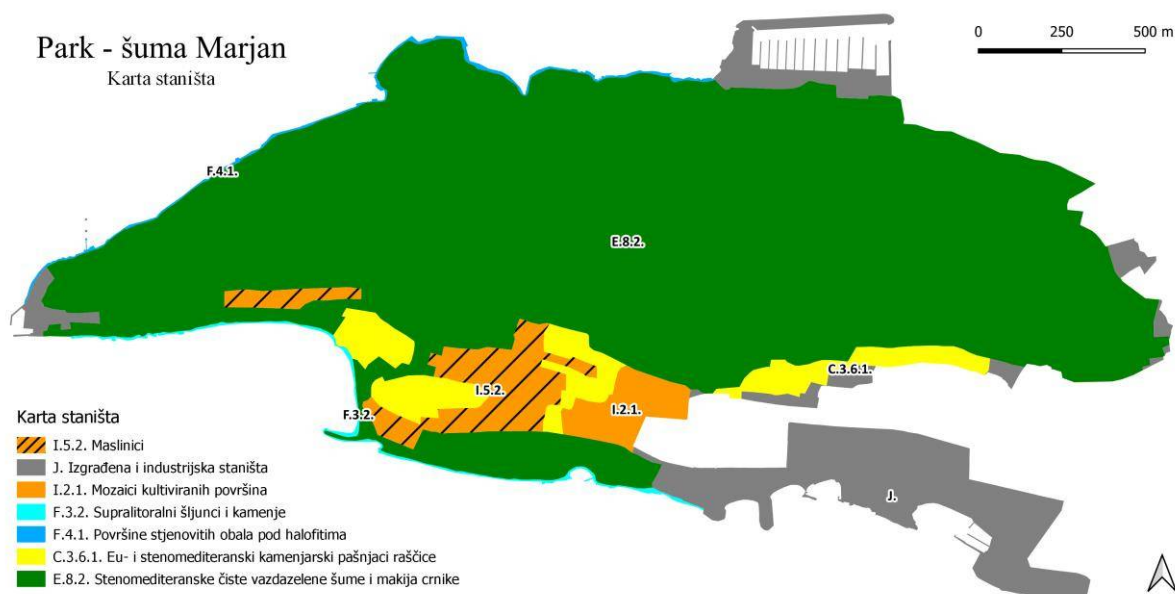 Park - šuma Marjan
Karta staništa
0 250 500 m
F.4.1.
E.8.2.
C.3.6.1.
I.5.2.
I.2.1.
F.3.2.
J.
Karta staništa
I.5.2. Maslinici
J. Izgrađena i industrijska staništa
I.2.1. Mozaici kultiviranih površina
F.3.2. Supralitoralni šljunci i kamenje
F.4.1. Površine stjenovitih obala pod halofitima
C.3.6.1. Eu- i stenomediteranski kamenjarski pašnjaci raščice
E.8.2. Stenomediteranske čiste vazdazelene šume i makija crnike